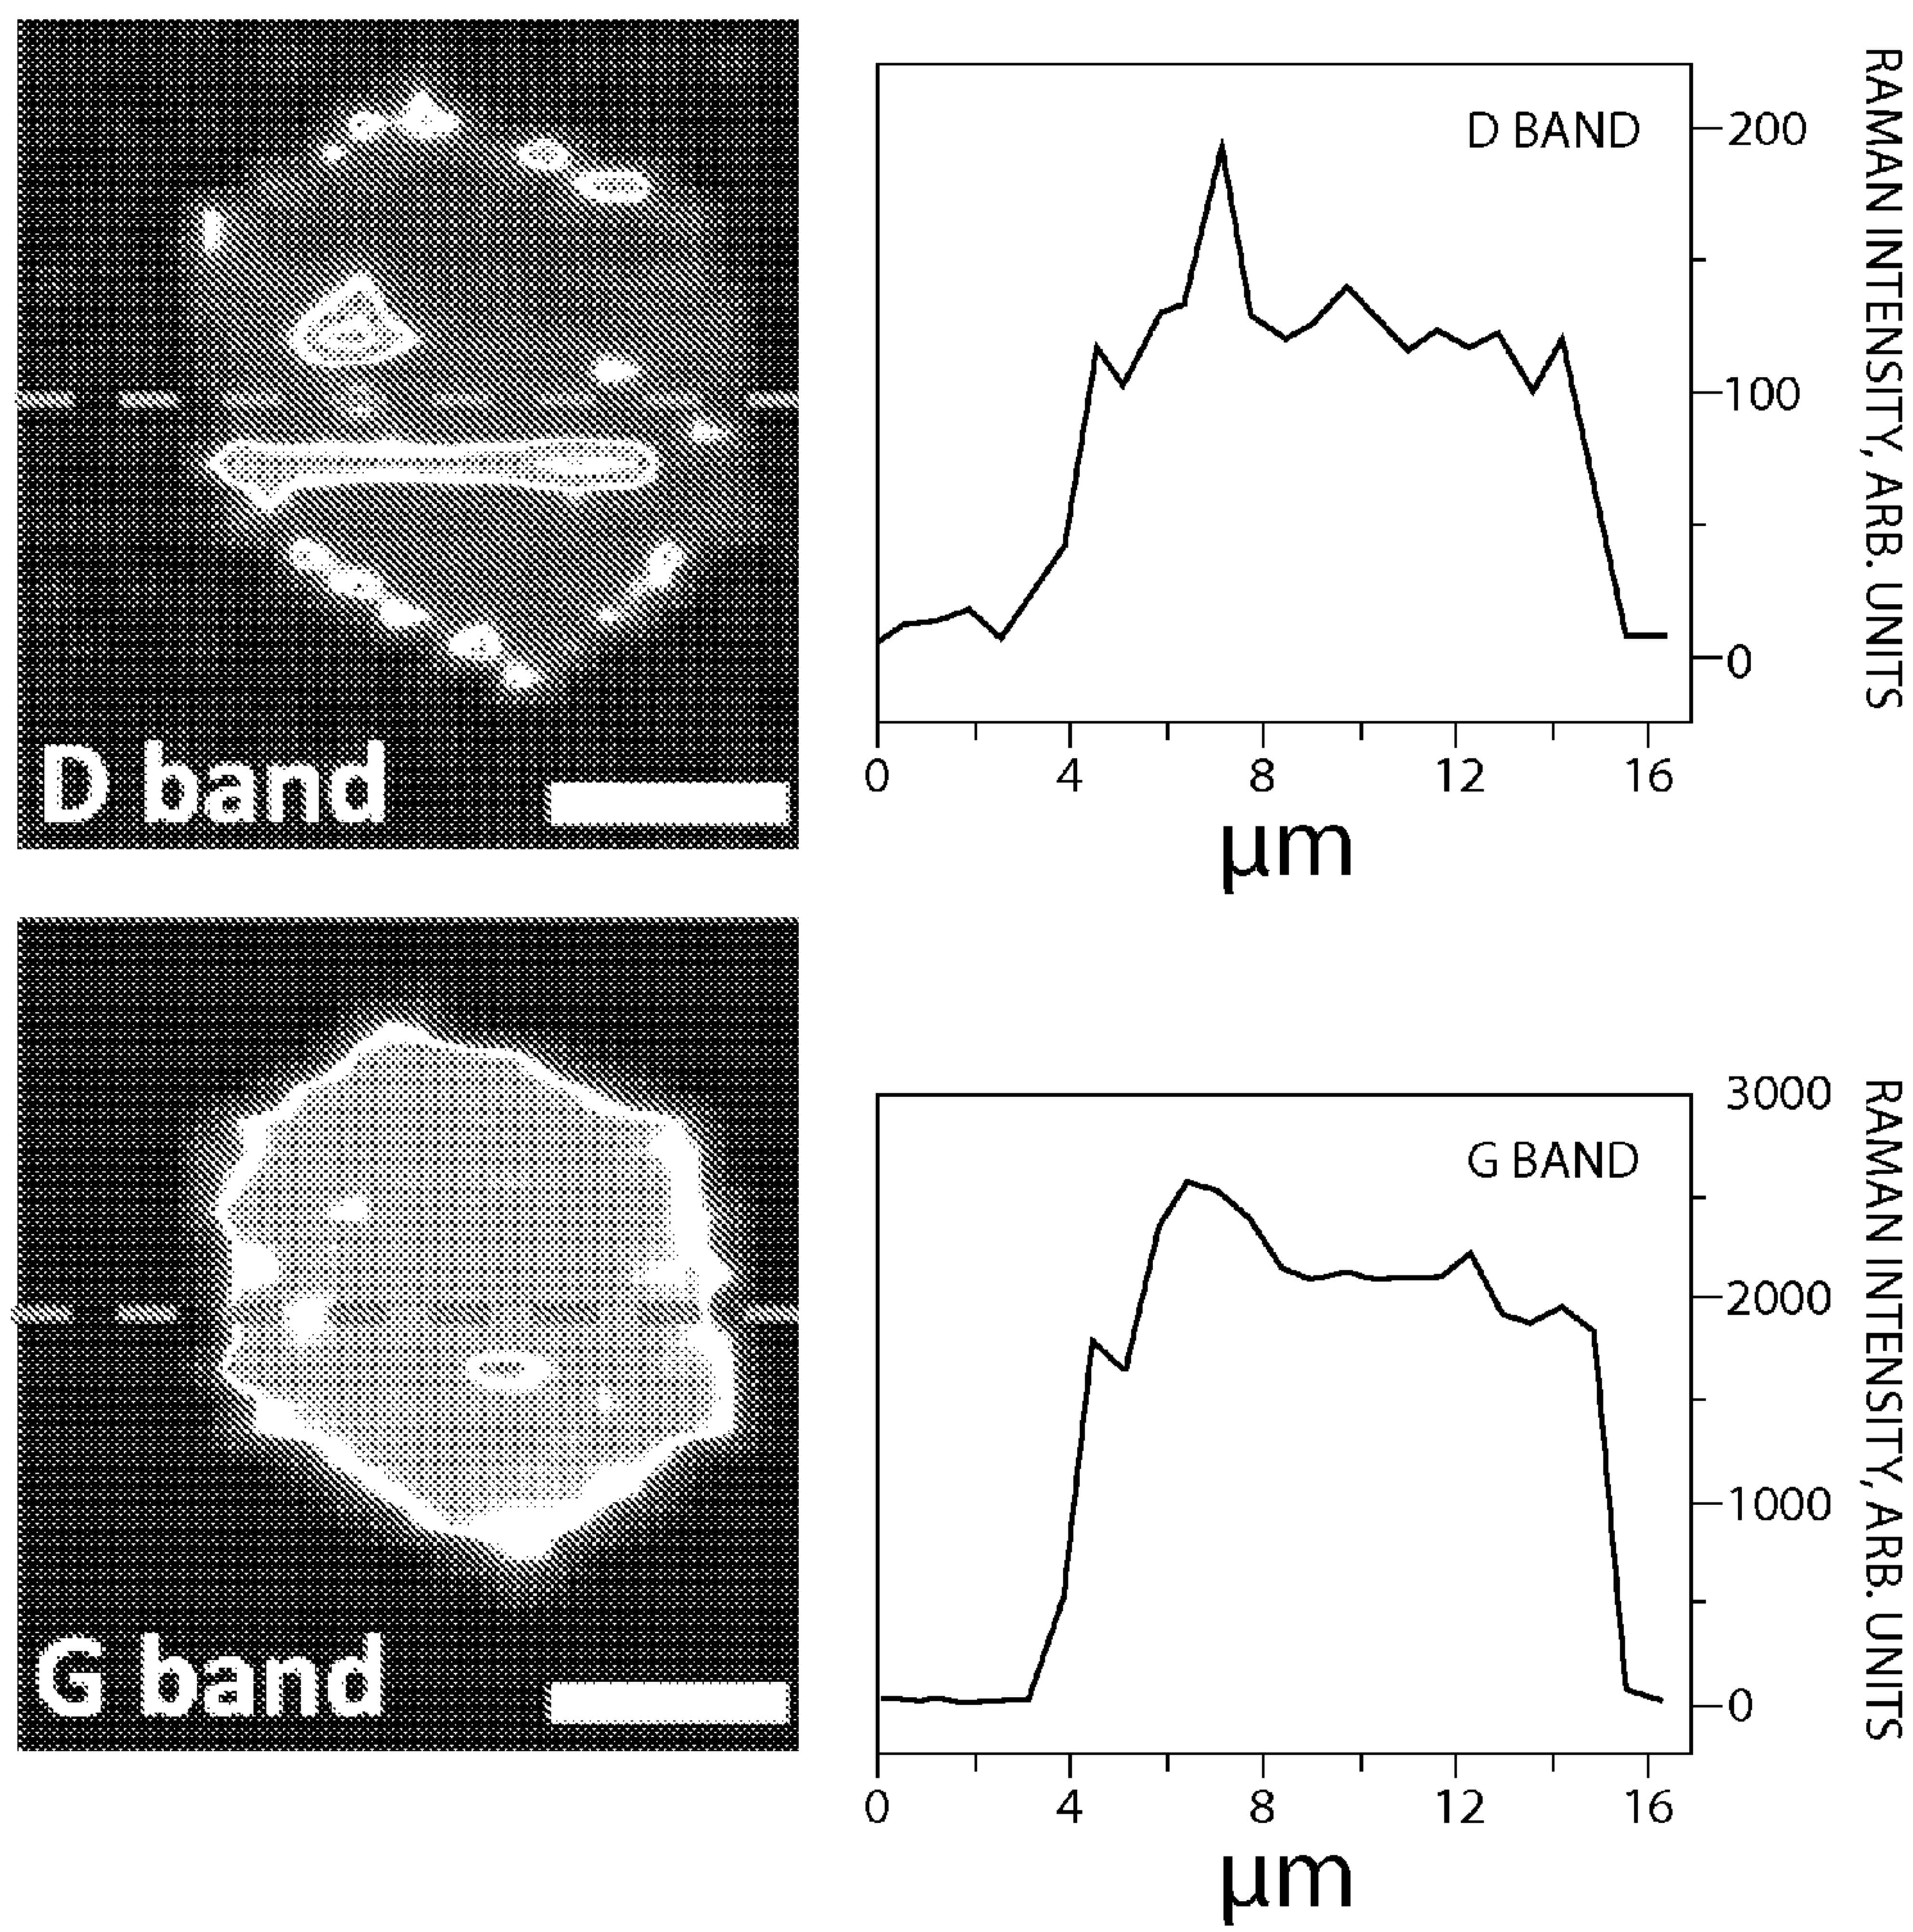 D band
D BAND
200
100
0
RAMAN INTENSITY, ARB. UNITS
0 4 8 12 16
µm
G band
G BAND
3000
2000
1000
0
RAMAN INTENSITY, ARB. UNITS
0 4 8 12 16
µm